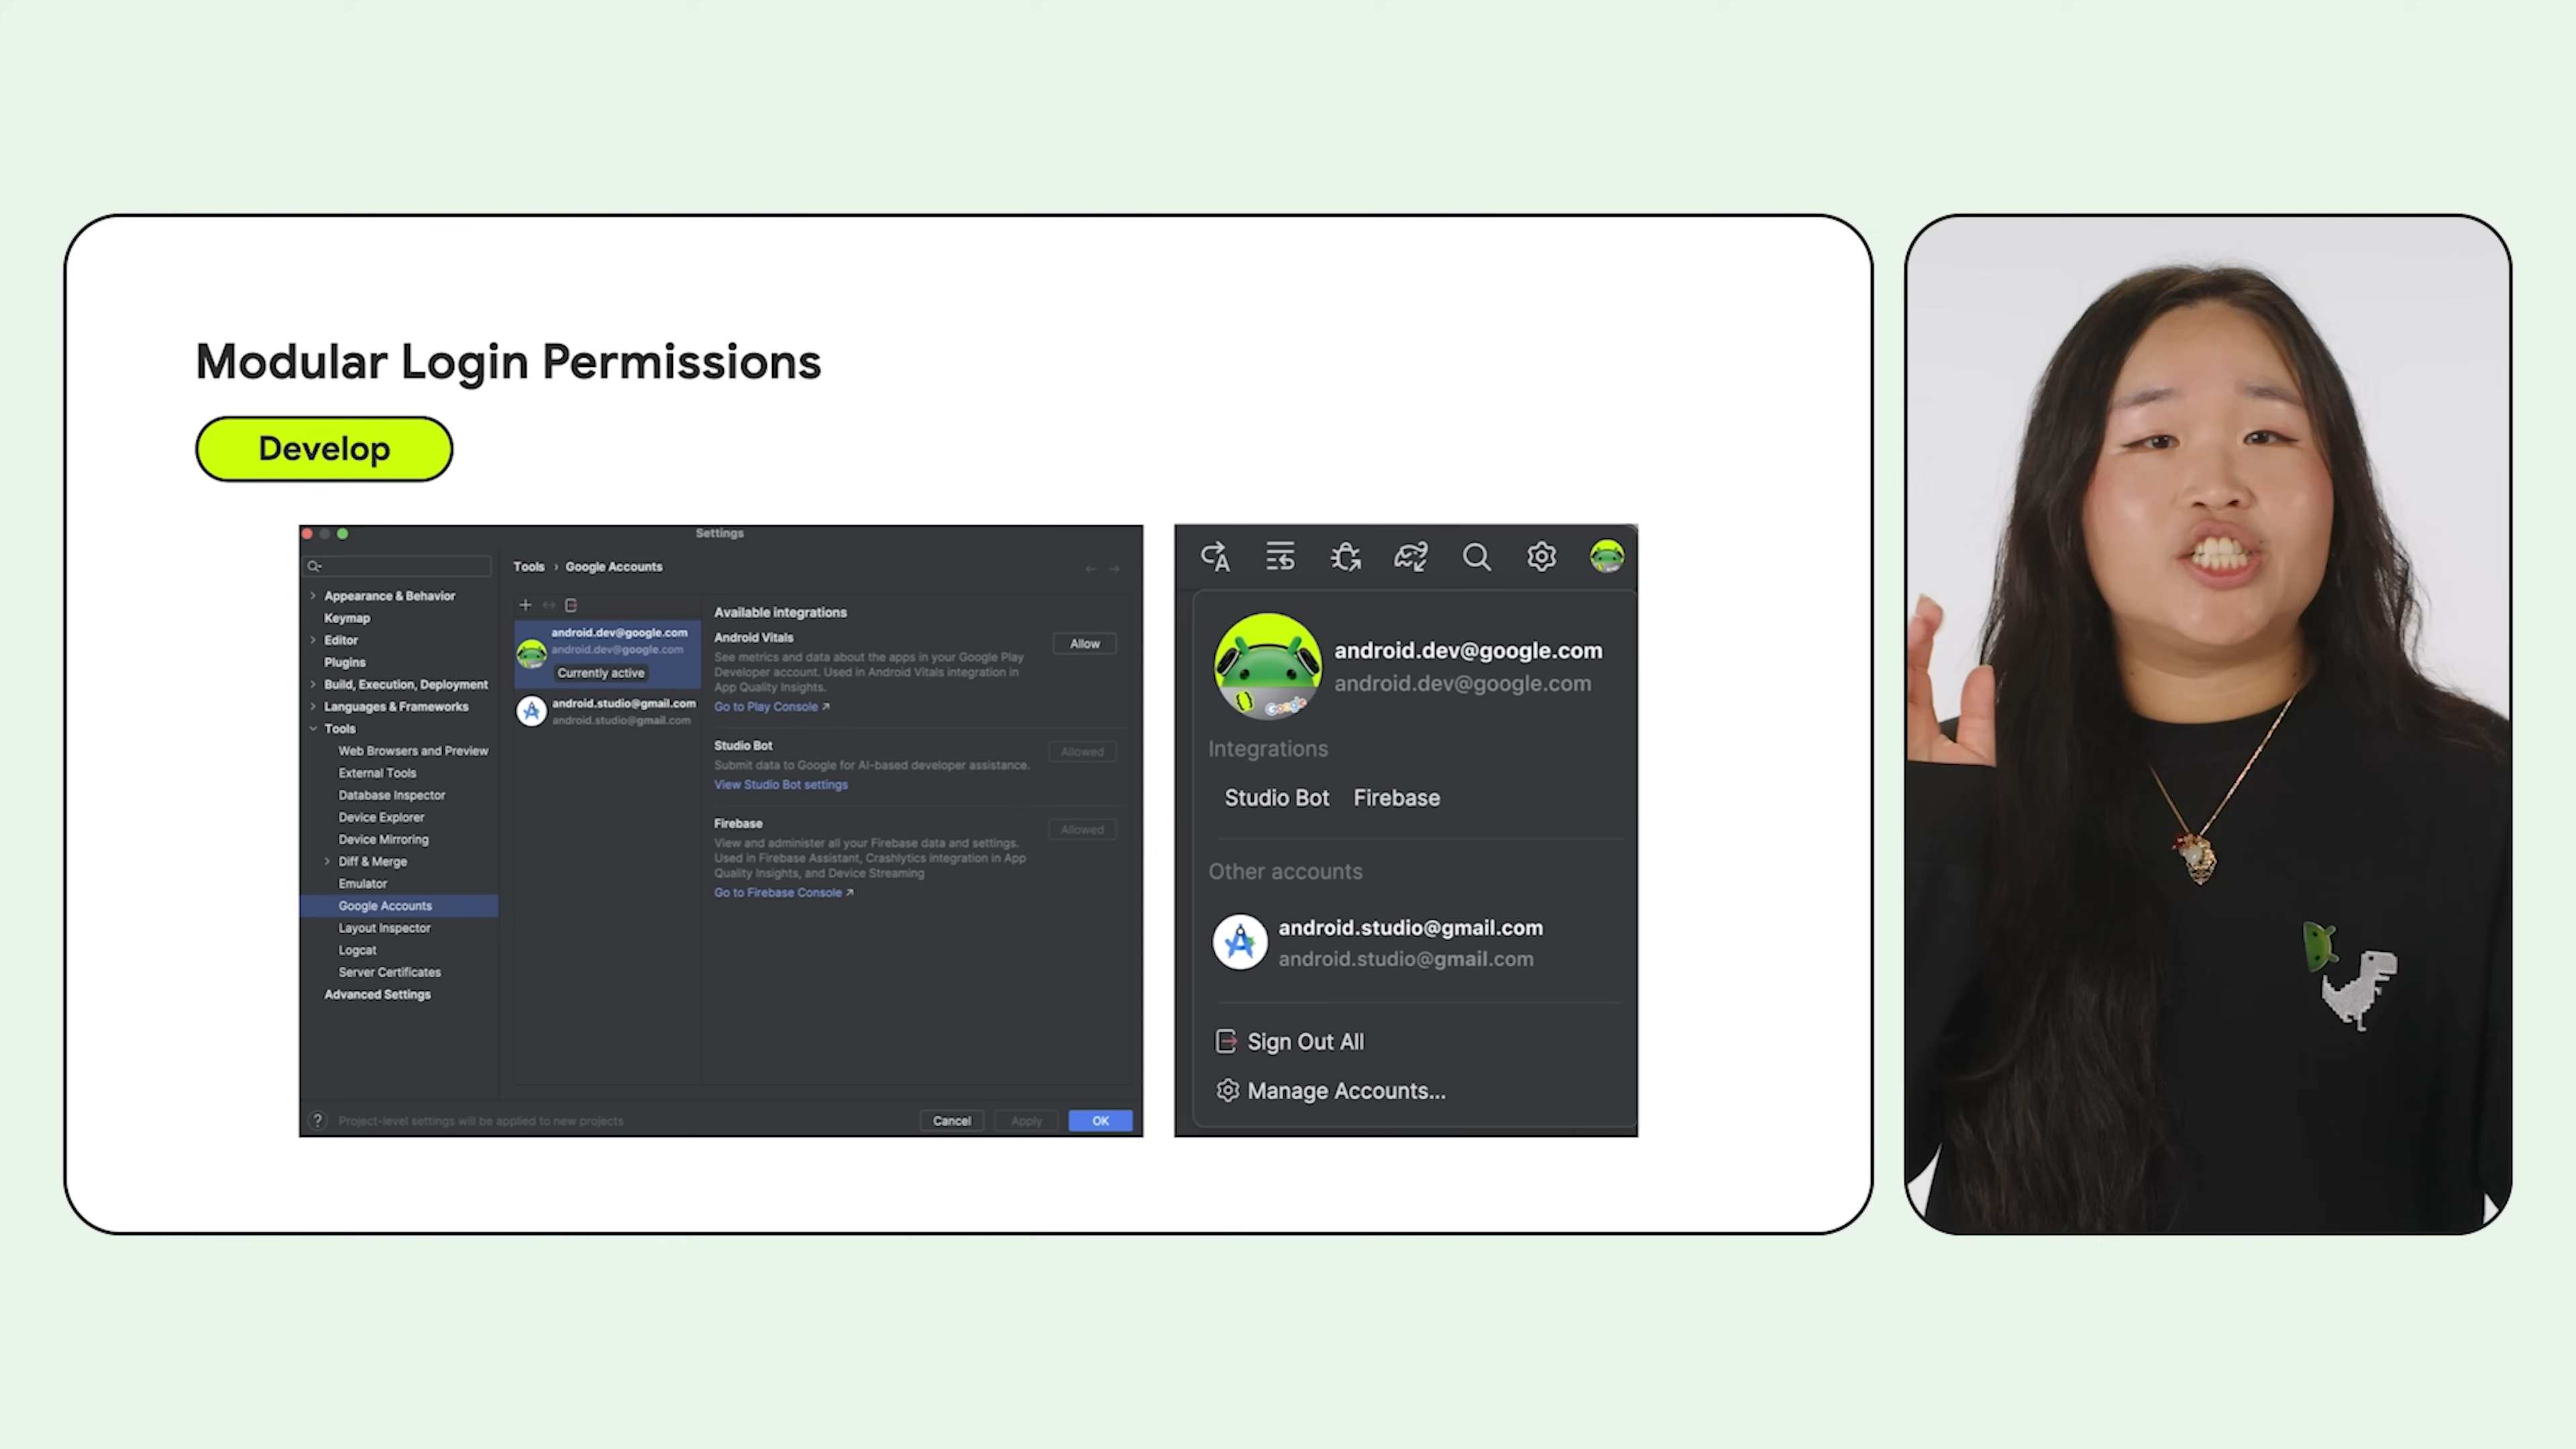 Modular Login Permissions
Develop
Settings
Appearance & Behavior
Keymap
Editor
Plugins
Build, Execution, Deployment
Languages & Frameworks
Tools
Web Browsers and Preview
External Tools
Database Inspector
Device Explorer
Device Mirroring
Diff & Merge
Emulator
Google Accounts
Layout Inspector
Logcat
Server Certificates
Advanced Settings
Tools › Google Accounts
android.dev@google.com
android.dev@google.com
Currently active
android.studio@gmail.com
android.studio@gmail.com
Available integrations
Android Vitals
Allow
See metrics and data about the apps in your Google Play
Developer account. Used in Android Vitals integration in
App Quality Insights.
Go to Play Console ↗
Studio Bot
Allowed
Submit data to Google for AI-based developer assistance.
View Studio Bot settings
Firebase
Allowed
View and administer all your Firebase data and settings.
Used in Firebase Assistant, Crashlytics integration in App
Quality Insights, and Device Streaming
Go to Firebase Console ↗
? Project-level settings will be applied to new projects
Cancel
Apply
OK
android.dev@google.com
android.dev@google.com
Google
Integrations
Studio Bot Firebase
Other accounts
android.studio@gmail.com
android.studio@gmail.com
Sign Out All
Manage Accounts...